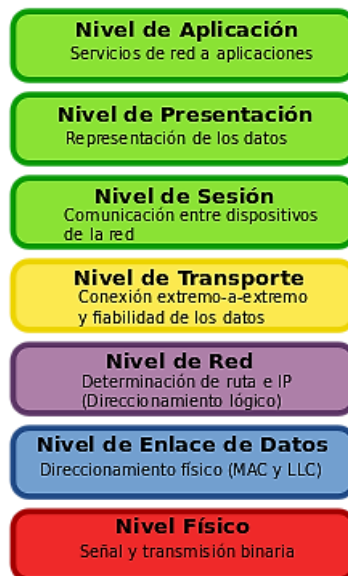 Nivel de Aplicación
Servicios de red a aplicaciones
Nivel de Presentación
Representación de los datos
Nivel de Sesión
Comunicación entre dispositivos
de la red
Nivel de Transporte
Conexión extremo-a-extremo
y fiabilidad de los datos
Nivel de Red
Determinación de ruta e IP
(Direccionamiento lógico)
Nivel de Enlace de Datos
Direccionamiento físico (MAC y LLC)
Nivel Físico
Señal y transmisión binaria